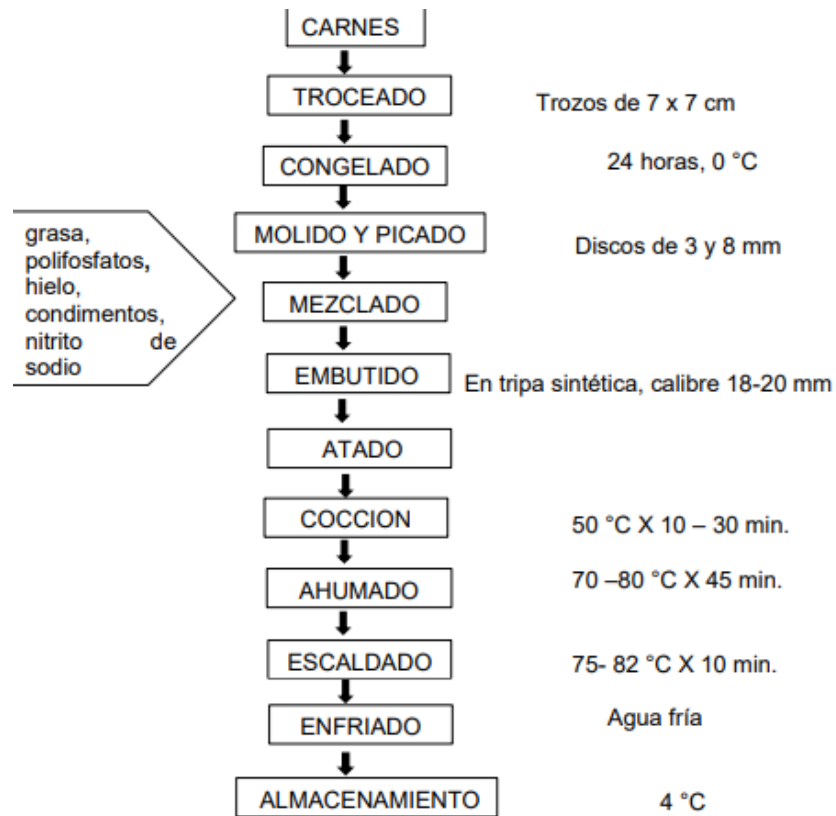 CARNES
TROCEADO
Trozos de 7 x 7 cm
CONGELADO
24 horas, 0 °C
MOLIDO Y PICADO
Discos de 3 y 8 mm
grasa,
polifosfatos,
hielo,
condimentos,
nitrito de
sodio
MEZCLADO
EMBUTIDO
En tripa sintética, calibre 18-20 mm
ATADO
COCCION
50 °C X 10 – 30 min.
AHUMADO
70 –80 °C X 45 min.
ESCALDADO
75- 82 °C X 10 min.
ENFRIADO
Agua fría
ALMACENAMIENTO
4 °C